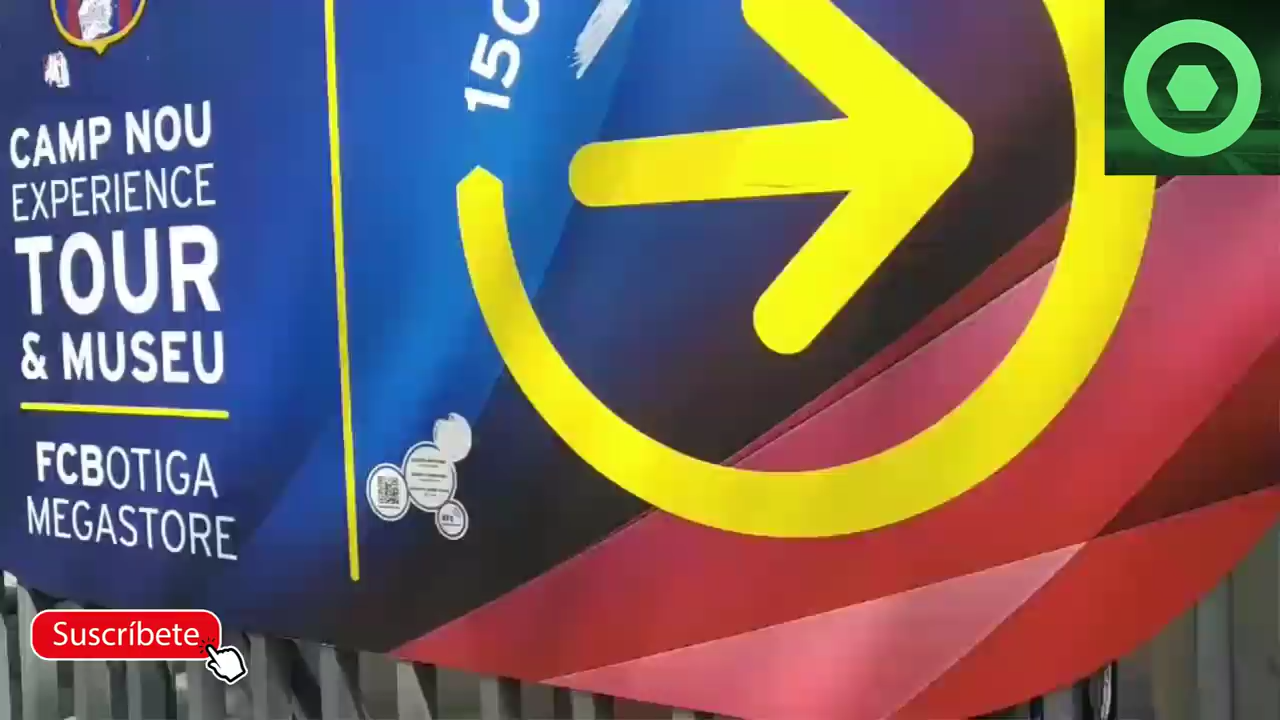 CAMP NOU
EXPERIENCE
TOUR
& MUSEU
FCBOTIGA
MEGASTORE
Suscríbete